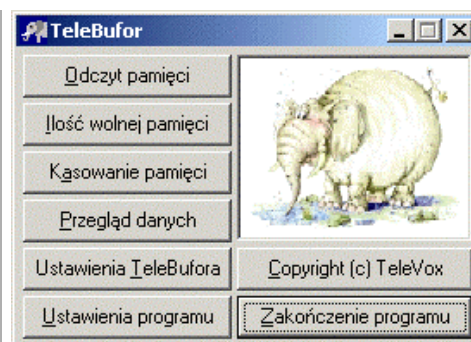 TeleBufor
Odczyt pamięci
Ilość wolnej pamięci
Kasowanie pamięci
Przegląd danych
Ustawienia TeleBufora
Copyright (c) TeleVox
Ustawienia programu
Zakończenie programu